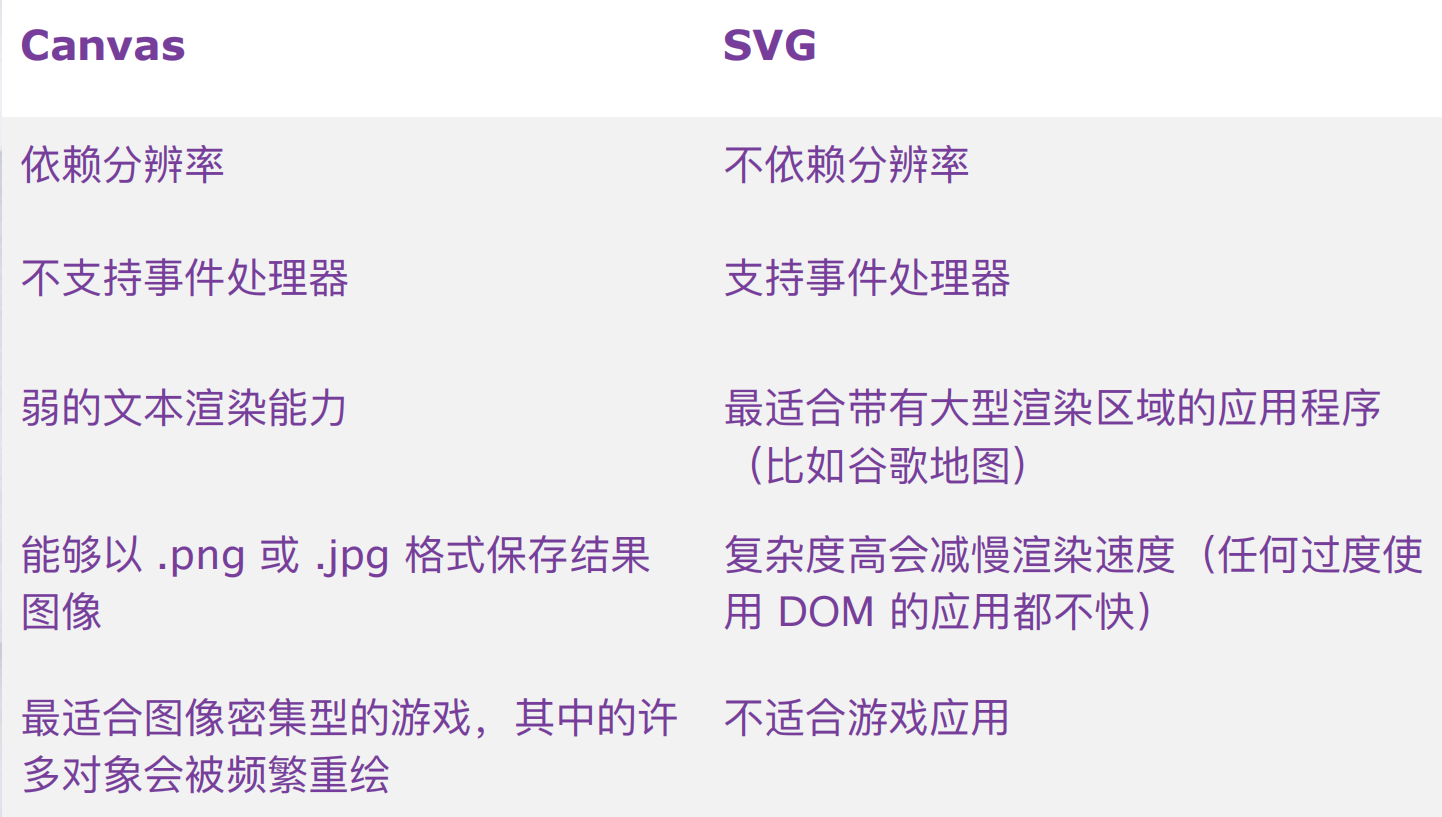 Canvas SVG
依赖分辨率 不依赖分辨率
不支持事件处理器 支持事件处理器
弱的文本渲染能力 最适合带有大型渲染区域的应用程序
（比如谷歌地图）
能够以 .png 或 .jpg 格式保存结果 复杂度高会减慢渲染速度（任何过度使
图像 用 DOM 的应用都不快）
最适合图像密集型的游戏，其中的许 不适合游戏应用
多对象会被频繁重绘